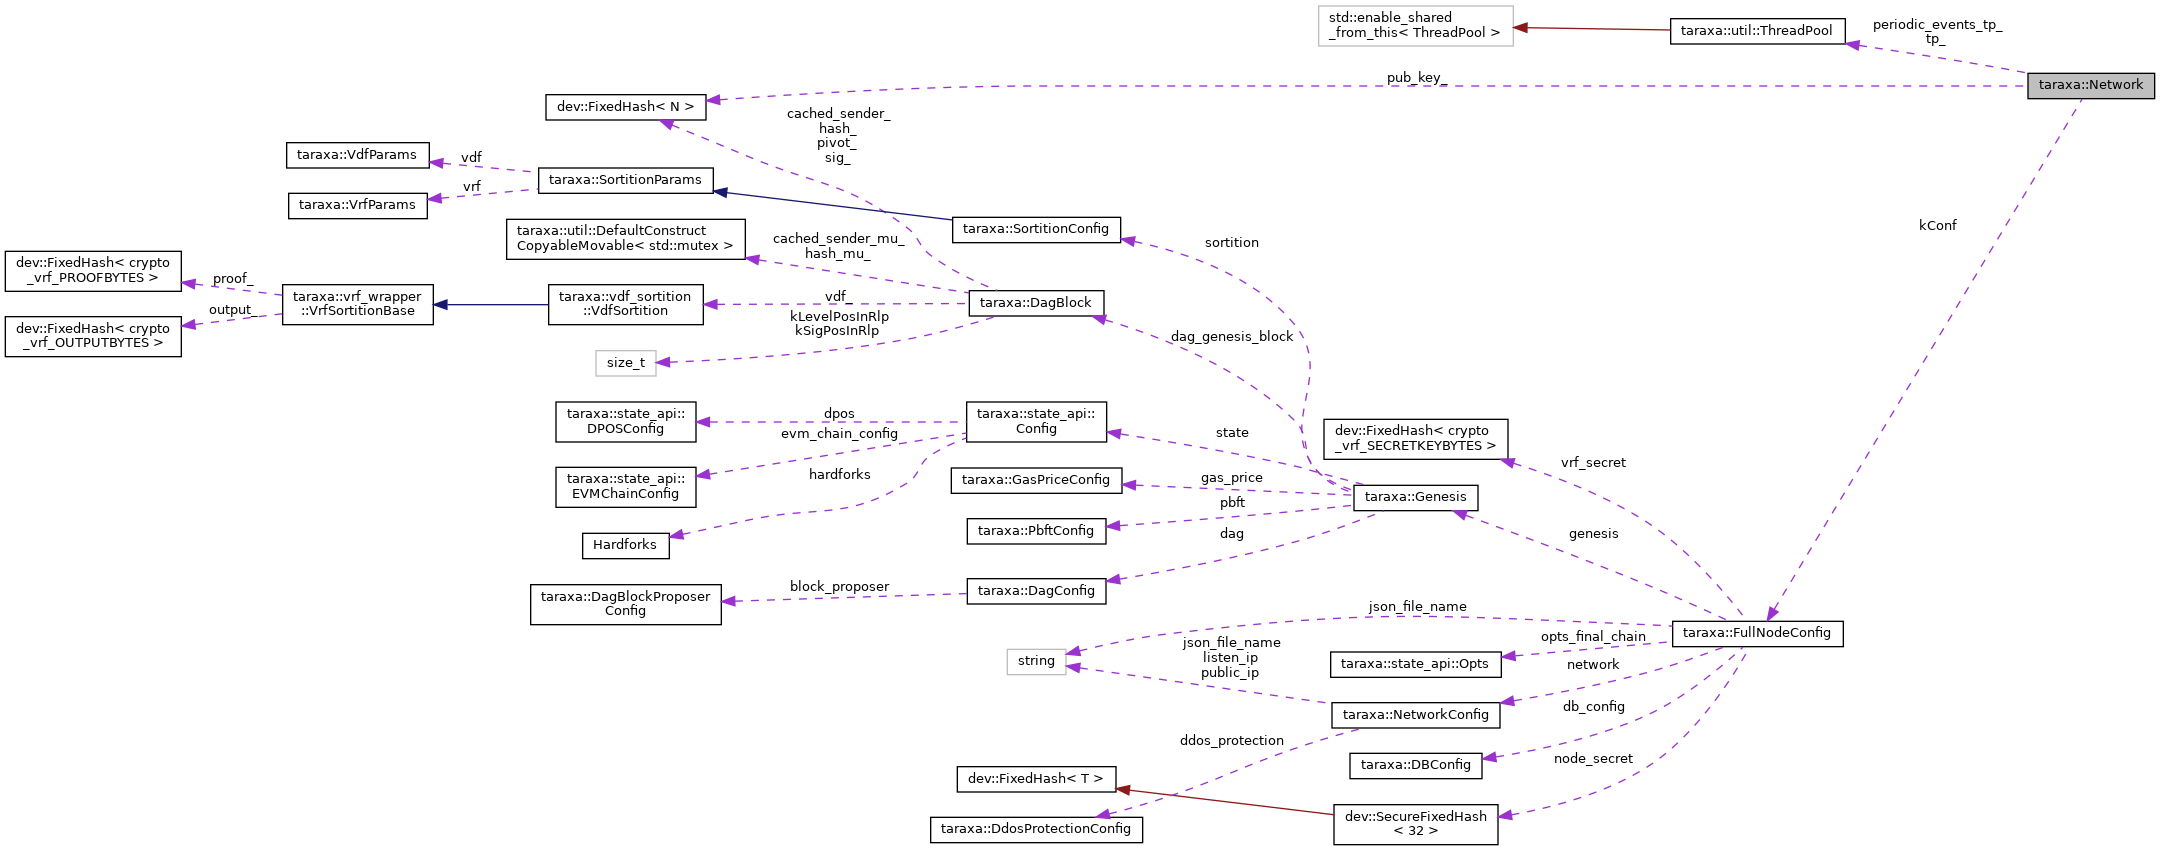 std::enable_shared
_from_this< ThreadPool >
taraxa::util::ThreadPool
periodic_events_tp_
tp_
taraxa::Network
pub_key_
dev::FixedHash< N >
cached_sender_
hash_
pivot_
sig_
taraxa::VdfParams
vdf
taraxa::VrfParams
vrf
taraxa::SortitionParams
taraxa::SortitionConfig
kConf
taraxa::util::DefaultConstruct
CopyableMovable< std::mutex >
cached_sender_mu_
hash_mu_
sortition
dev::FixedHash< crypto
_vrf_PROOFBYTES >
proof_
output_
dev::FixedHash< crypto
_vrf_OUTPUTBYTES >
taraxa::vrf_wrapper
::VrfSortitionBase
taraxa::vdf_sortition
::VdfSortition
vdf_
kLevelPosInRlp
kSigPosInRlp
taraxa::DagBlock
dag_genesis_block
size_t
taraxa::state_api::
DPOSConfig
dpos
evm_chain_config
hardforks
taraxa::state_api::
Config
state
taraxa::state_api::
EVMChainConfig
Hardforks
taraxa::GasPriceConfig
gas_price
taraxa::PbftConfig
pbft
dag
dev::FixedHash< crypto
_vrf_SECRETKEYBYTES >
vrf_secret
taraxa::Genesis
genesis
taraxa::DagBlockProposer
Config
block_proposer
taraxa::DagConfig
json_file_name
taraxa::FullNodeConfig
string
json_file_name
listen_ip
public_ip
opts_final_chain
taraxa::state_api::Opts
network
taraxa::NetworkConfig
db_config
ddos_protection
taraxa::DBConfig
node_secret
dev::FixedHash< T >
dev::SecureFixedHash
< 32 >
taraxa::DdosProtectionConfig